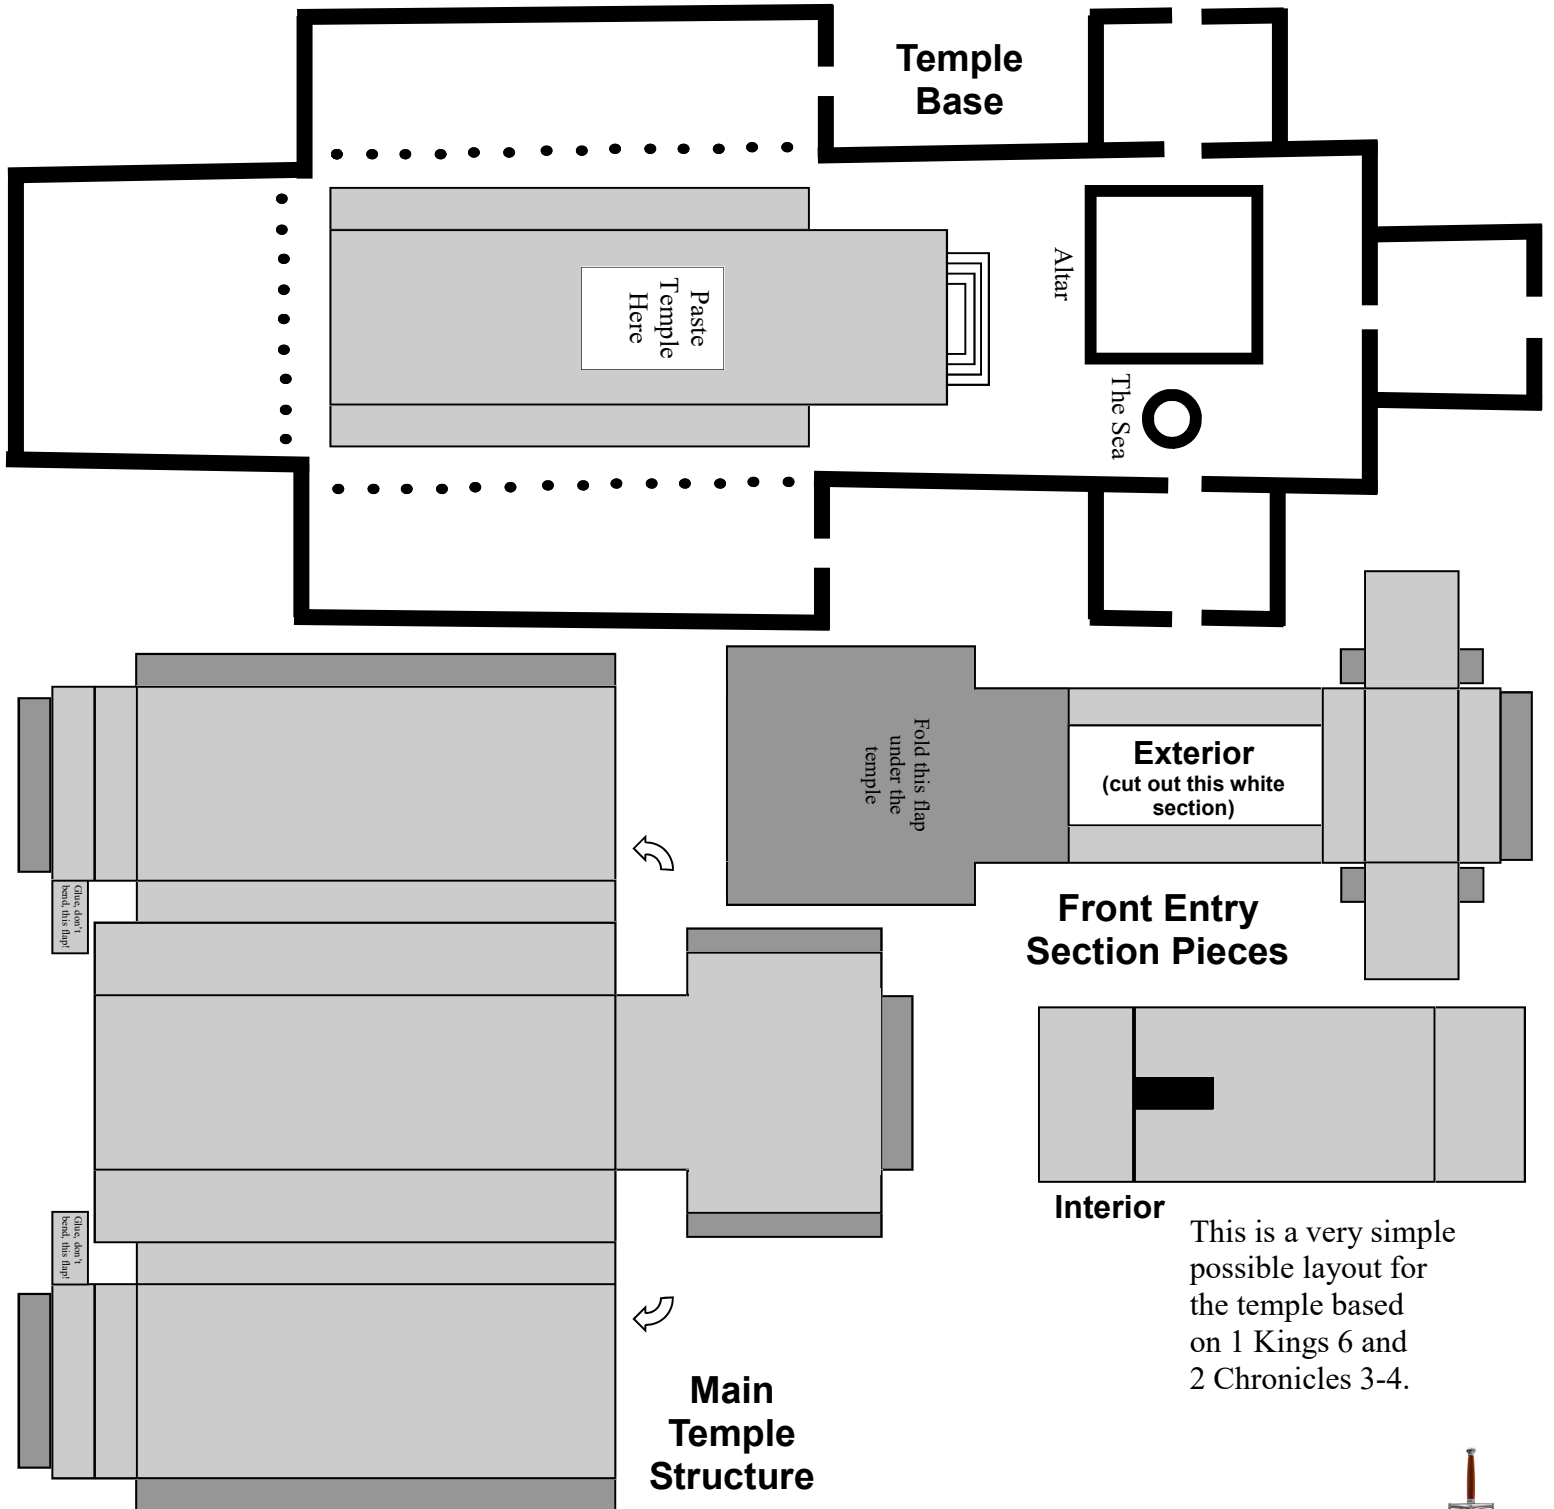 Temple
Base
Paste
Temple
Here
Altar
The Sea
Fold this flap
under the
temple
Exterior
(cut out this white
section)
Front Entry
Section Pieces
Glue, don't
bend, this flap!
Glue, don't
bend, this flap!
Interior
This is a very simple
possible layout for
the temple based
on 1 Kings 6 and
2 Chronicles 3-4.
Main
Temple
Structure